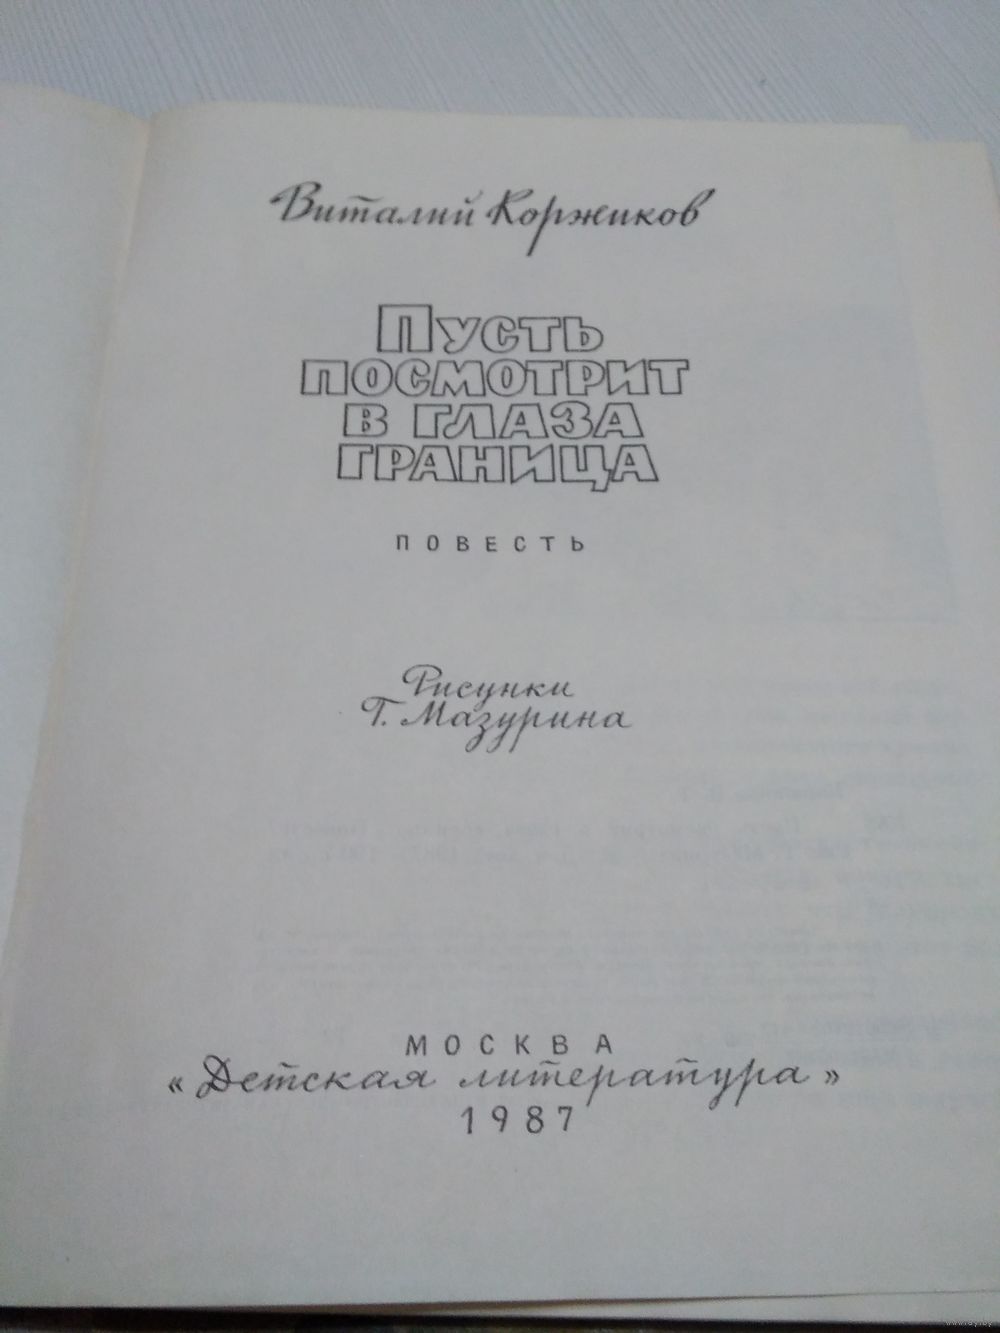 Виталий Коржиков
Пусть
посмотрит
в глаза
граница
ПОВЕСТЬ
Рисунки
Г. Мазурина
МОСКВА
«Детская литература»
1987